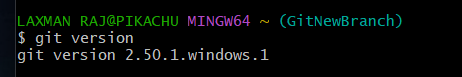 LAXMAN RAJ@PIKACHU MINGW64 ~ (GitNewBranch)
$ git version
git version 2.50.1.windows.1